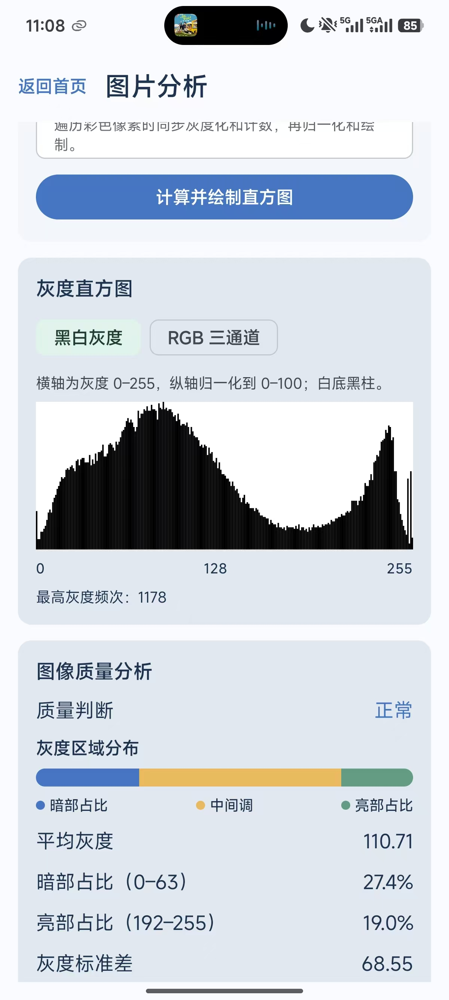 11:08
5G
5GA
85
返回首页
图片分析
遍历彩色像素时同步灰度化和计数，再归一化和绘
制。
计算并绘制直方图
灰度直方图
黑白灰度
RGB 三通道
横轴为灰度 0–255，纵轴归一化到 0–100；白底黑柱。
0
128
255
最高灰度频次：1178
图像质量分析
质量判断
正常
灰度区域分布
暗部占比
中间调
亮部占比
平均灰度
110.71
暗部占比（0–63）
27.4%
亮部占比（192–255）
19.0%
灰度标准差
68.55